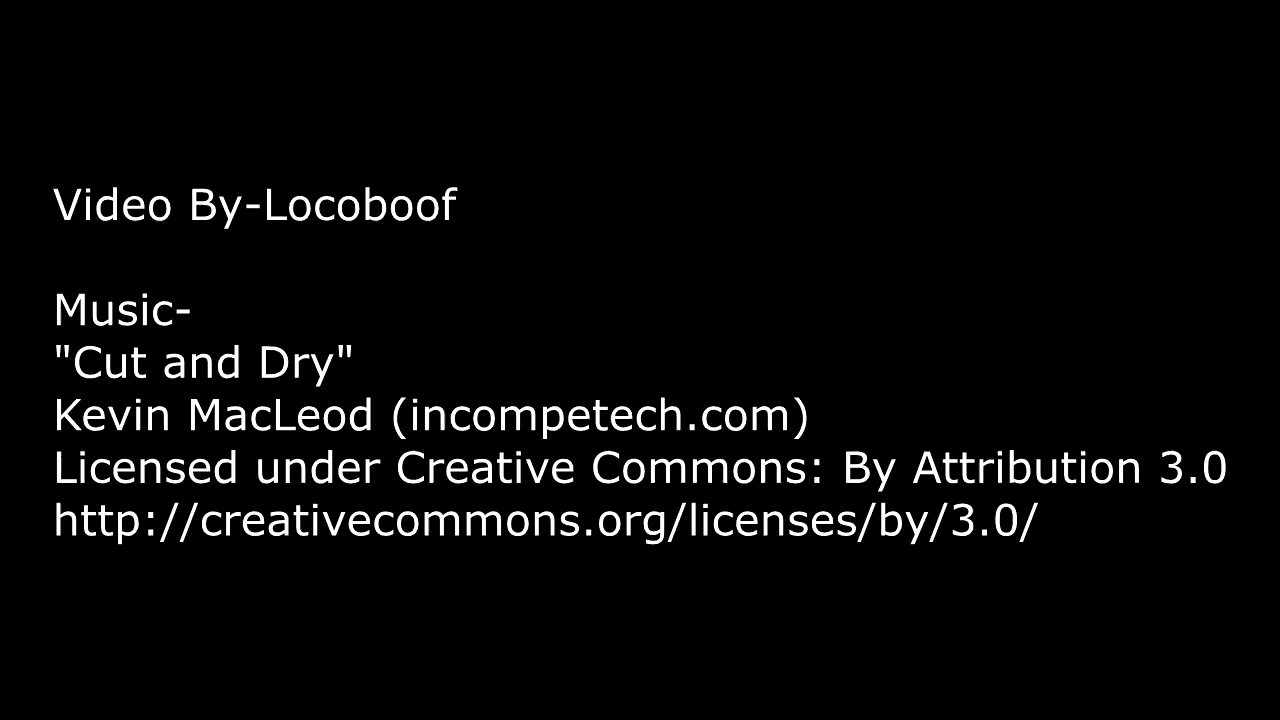 Video By-Locoboof
Music-
"Cut and Dry"
Kevin MacLeod (incompetech.com)
Licensed under Creative Commons: By Attribution 3.0
http://creativecommons.org/licenses/by/3.0/